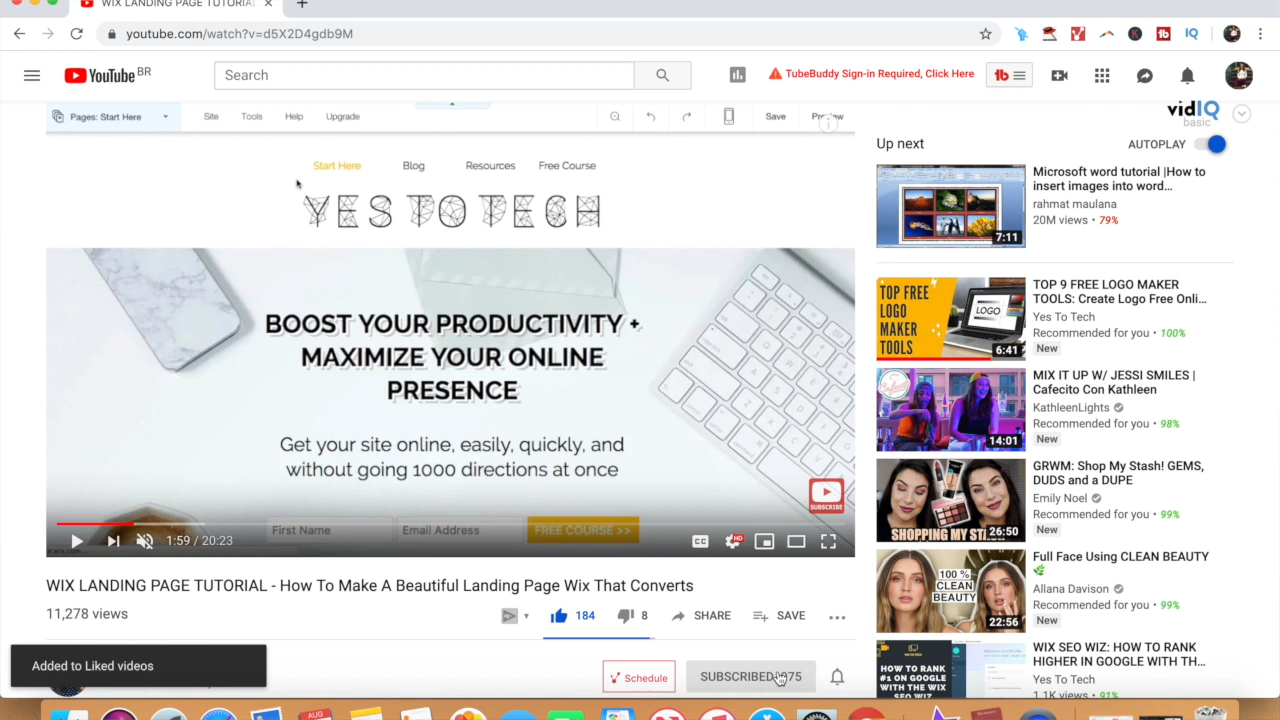 WIX LANDING PAGE TUTORIAL
youtube.com/watch?v=d5X2D4gdb9M
YouTube BR
Search
TubeBuddy Sign-in Required, Click Here
Pages: Start Here
Site
Tools
Help
Upgrade
Save
Preview
Start Here
Blog
Resources
Free Course
YES TO TECH
BOOST YOUR PRODUCTIVITY +
MAXIMIZE YOUR ONLINE
PRESENCE
Get your site online, easily, quickly, and
without going 1000 directions at once
First Name
Email Address
FREE COURSE >>
SUBSCRIBE
1:59 / 20:23
CC
HD
WIX LANDING PAGE TUTORIAL - How To Make A Beautiful Landing Page Wix That Converts
11,278 views
184
8
SHARE
SAVE
Added to Liked videos
Schedule
SUBSCRIBED
vidIQ
basic
Up next
AUTOPLAY
7:11
Microsoft word tutorial |How to
insert images into word...
rahmat maulana
20M views • 79%
TOP FREE
LOGO
MAKER
TOOLS
LOGO
6:41
TOP 9 FREE LOGO MAKER
TOOLS: Create Logo Free Onli...
Yes To Tech
Recommended for you • 100%
New
14:01
MIX IT UP W/ JESSI SMILES |
Cafecito Con Kathleen
KathleenLights
Recommended for you • 98%
New
SHOPPING MY STASH
26:50
GRWM: Shop My Stash! GEMS,
DUDS and a DUPE
Emily Noel
Recommended for you • 99%
New
100 %
CLEAN
BEAUTY
22:56
Full Face Using CLEAN BEAUTY
Allana Davison
Recommended for you • 99%
New
HOW TO RANK
#1 ON GOOGLE
WITH THE WIX
SEO WIZ
WIX SEO WIZ: HOW TO RANK
HIGHER IN GOOGLE WITH TH...
Yes To Tech
1.1K views • 91%
AUG